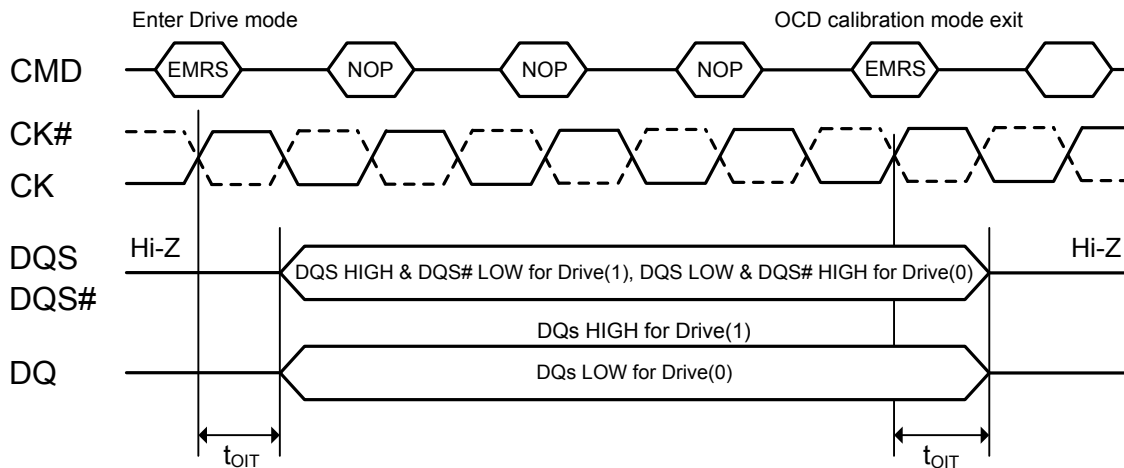 Enter Drive mode
OCD calibration mode exit
CMD
EMRS
NOP
NOP
NOP
EMRS
CK#
CK
DQS
DQS#
Hi-Z
DQS HIGH & DQS# LOW for Drive(1), DQS LOW & DQS# HIGH for Drive(0)
Hi-Z
DQs HIGH for Drive(1)
DQ
DQs LOW for Drive(0)
tOIT
tOIT